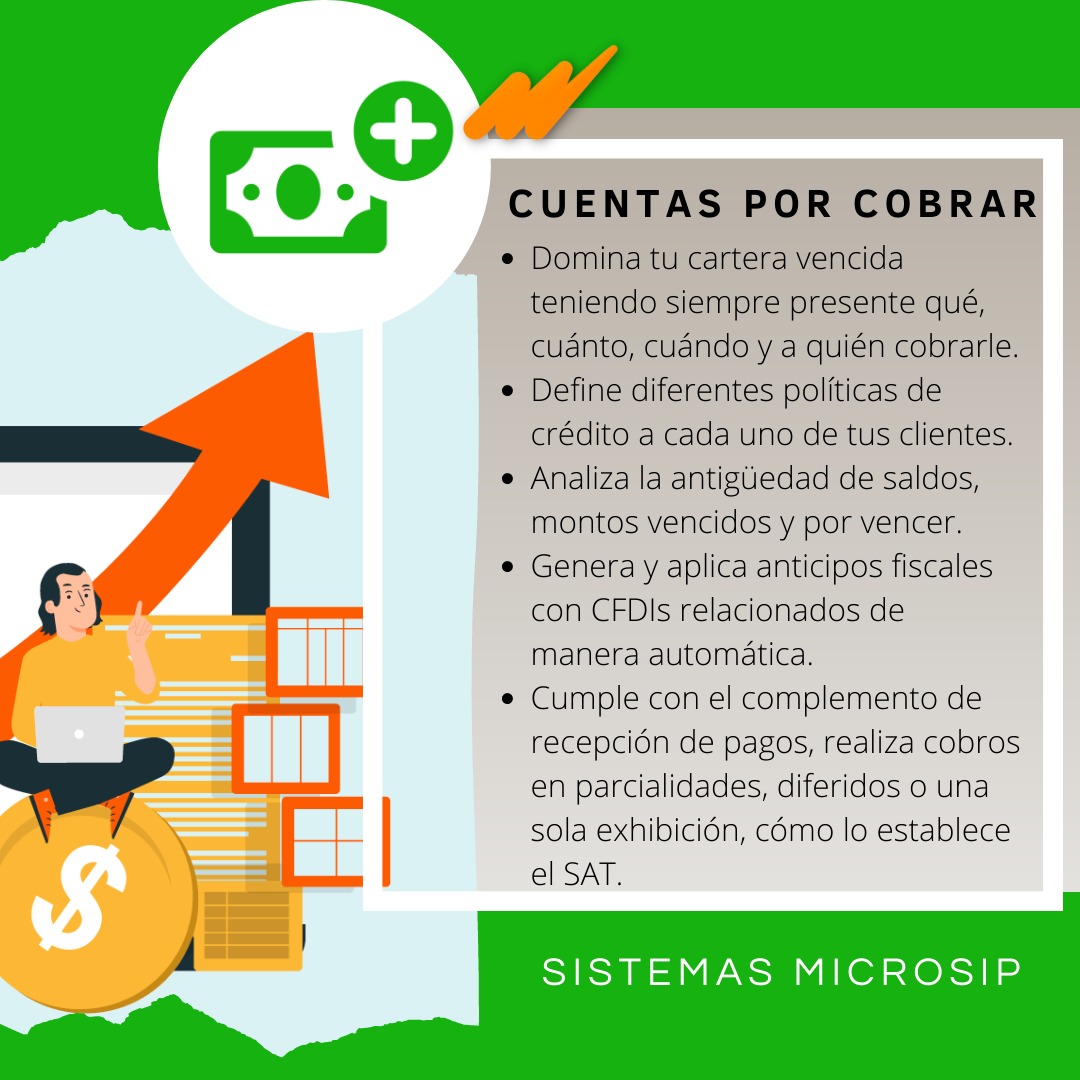 CUENTAS POR COBRAR
• Domina tu cartera vencida
teniendo siempre presente qué,
cuánto, cuándo y a quién cobrarle.
• Define diferentes políticas de
crédito a cada uno de tus clientes.
• Analiza la antigüedad de saldos,
montos vencidos y por vencer.
• Genera y aplica anticipos fiscales
con CFDIs relacionados de
manera automática.
• Cumple con el complemento de
recepción de pagos, realiza cobros
en parcialidades, diferidos o una
sola exhibición, cómo lo establece
el SAT.
$
SISTEMAS MICROSIP